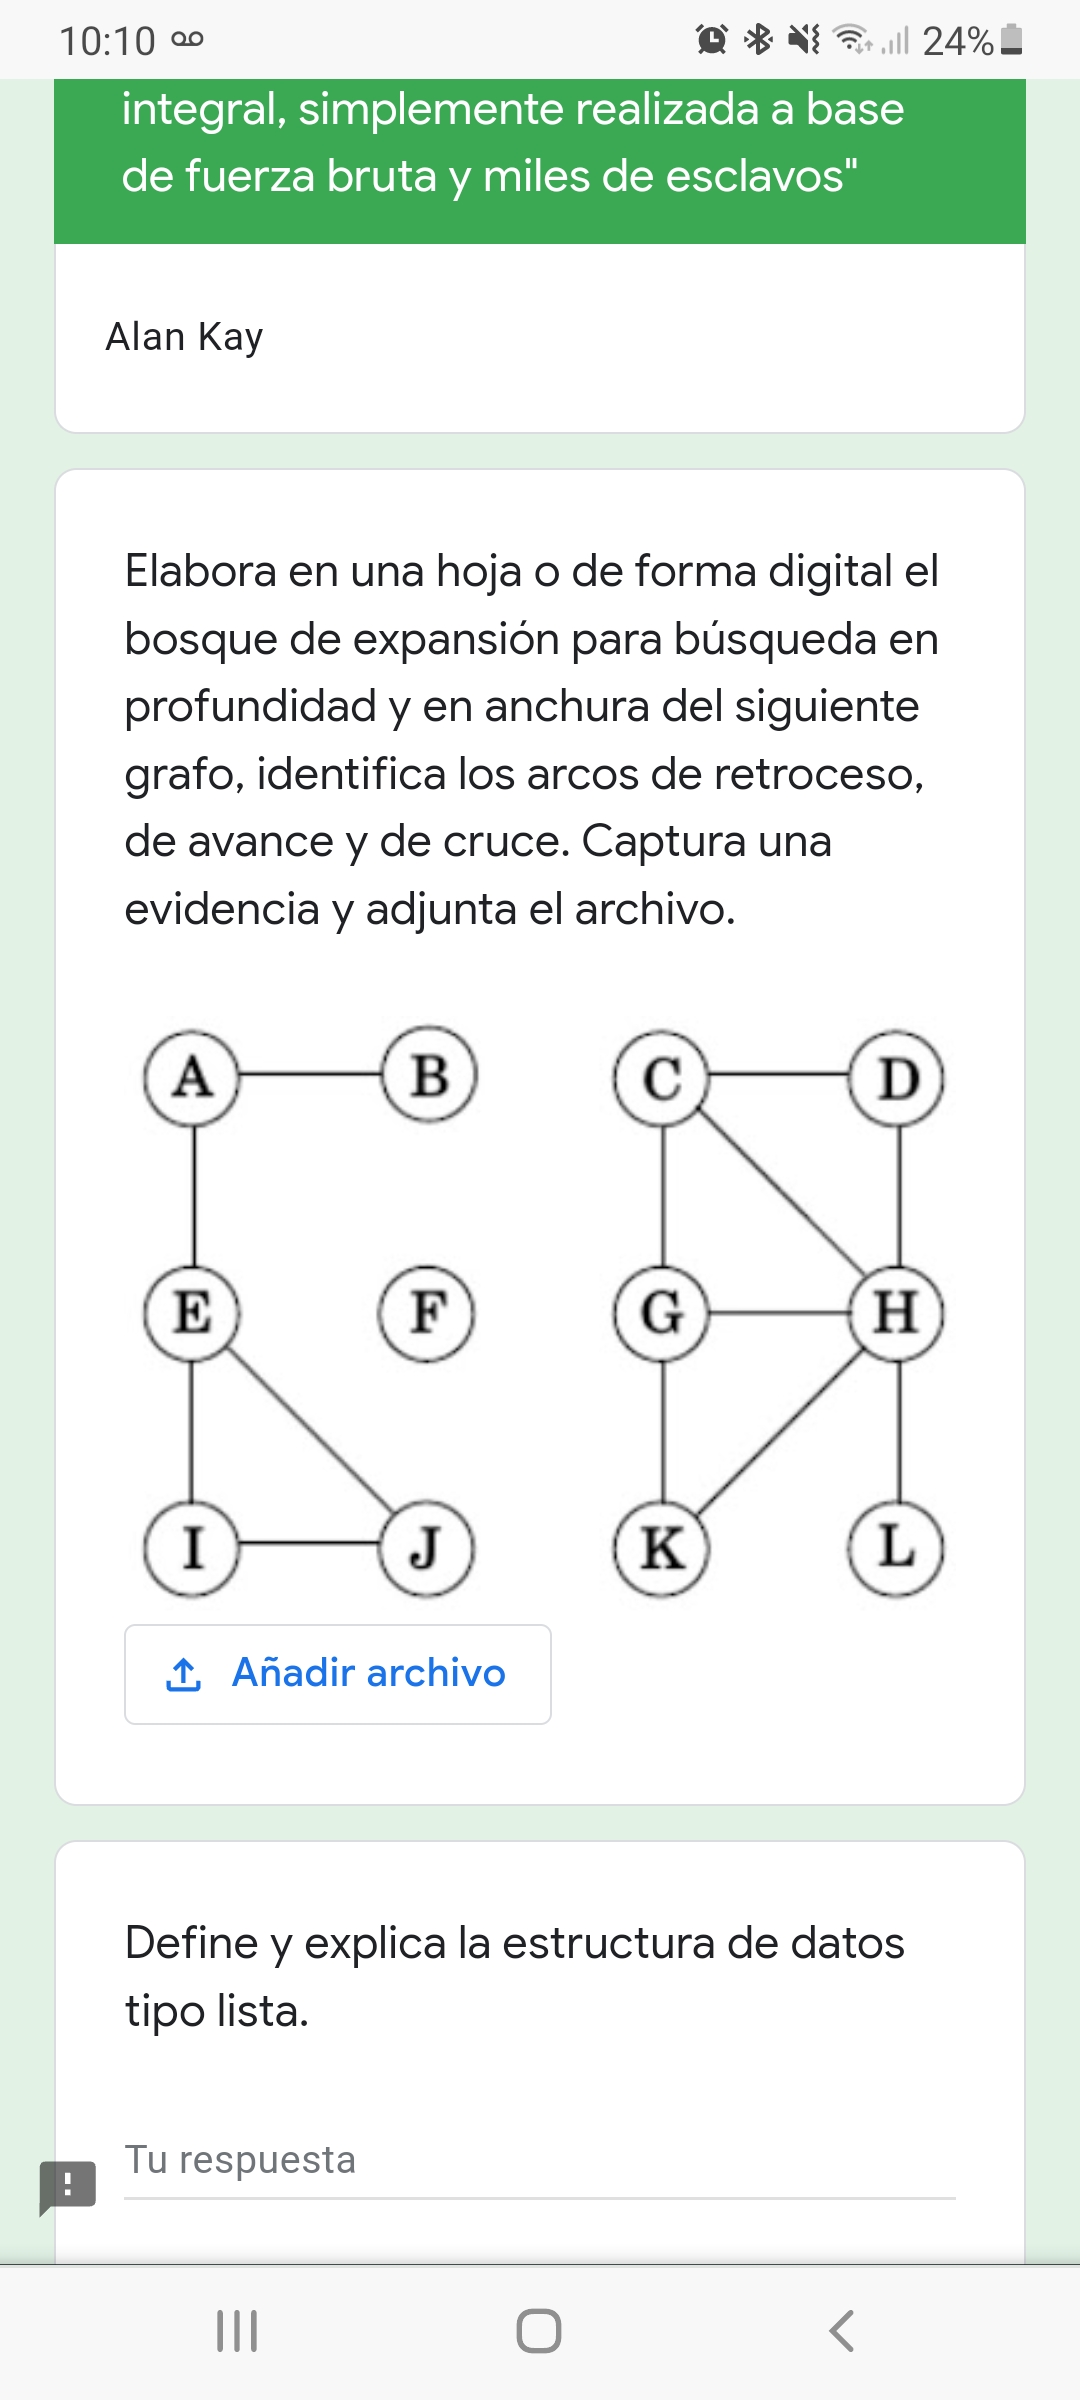 10:10 24%
integral, simplemente realizada a base
de fuerza bruta y miles de esclavos"
Alan Kay
Elabora en una hoja o de forma digital el
bosque de expansión para búsqueda en
profundidad y en anchura del siguiente
grafo, identifica los arcos de retroceso,
de avance y de cruce. Captura una
evidencia y adjunta el archivo.
A B C D
E F G H
I J K L
Añadir archivo
Define y explica la estructura de datos
tipo lista.
Tu respuesta